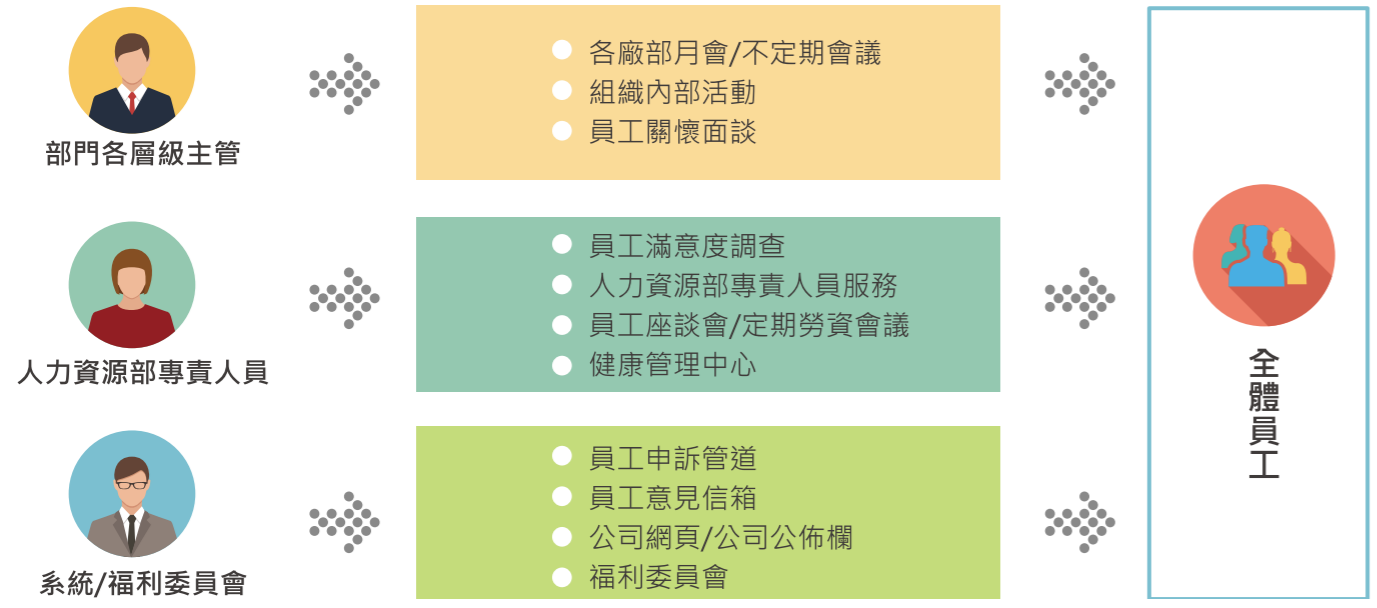 部門各層級主管
各廠部月會/不定期會議
組織內部活動
員工關懷面談
人力資源部專責人員
員工滿意度調查
人力資源部專責人員服務
員工座談會/定期勞資會議
健康管理中心
系統/福利委員會
員工申訴管道
員工意見信箱
公司網頁/公司公佈欄
福利委員會
全體員工